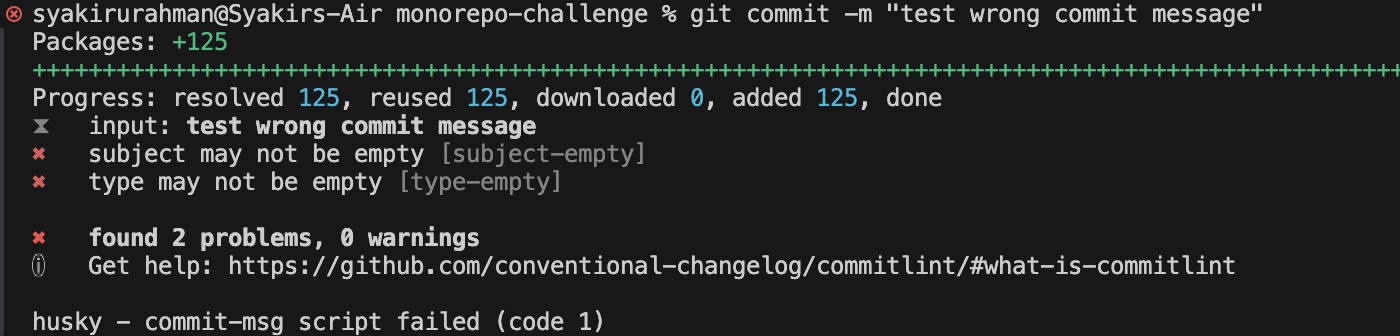 syakirurahman@Syakirs-Air monorepo-challenge % git commit -m "test wrong commit message"
Packages: +125
++++++++++++++++++++++++++++++++++++++++++++++++++++++++++++++++++++++++++++++++++++++++++++++++++
Progress: resolved 125, reused 125, downloaded 0, added 125, done
⧗   input: test wrong commit message
✖   subject may not be empty [subject-empty]
✖   type may not be empty [type-empty]
✖   found 2 problems, 0 warnings
ⓘ   Get help: https://github.com/conventional-changelog/commitlint/#what-is-commitlint
husky - commit-msg script failed (code 1)